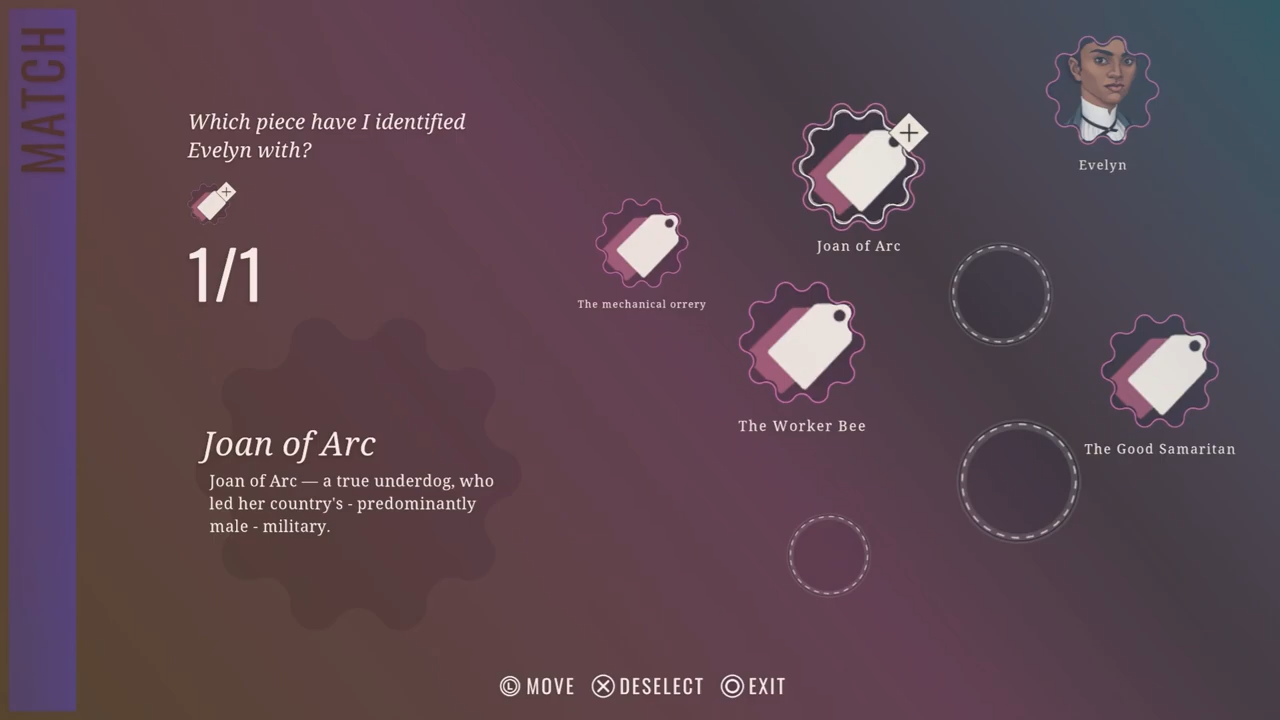 MATCH
Which piece have I identified
Evelyn with?
1/1
Joan of Arc
Joan of Arc — a true underdog, who
led her country's - predominantly
male - military.
Evelyn
Joan of Arc
The mechanical orrery
The Worker Bee
The Good Samaritan
L MOVE DESELECT EXIT